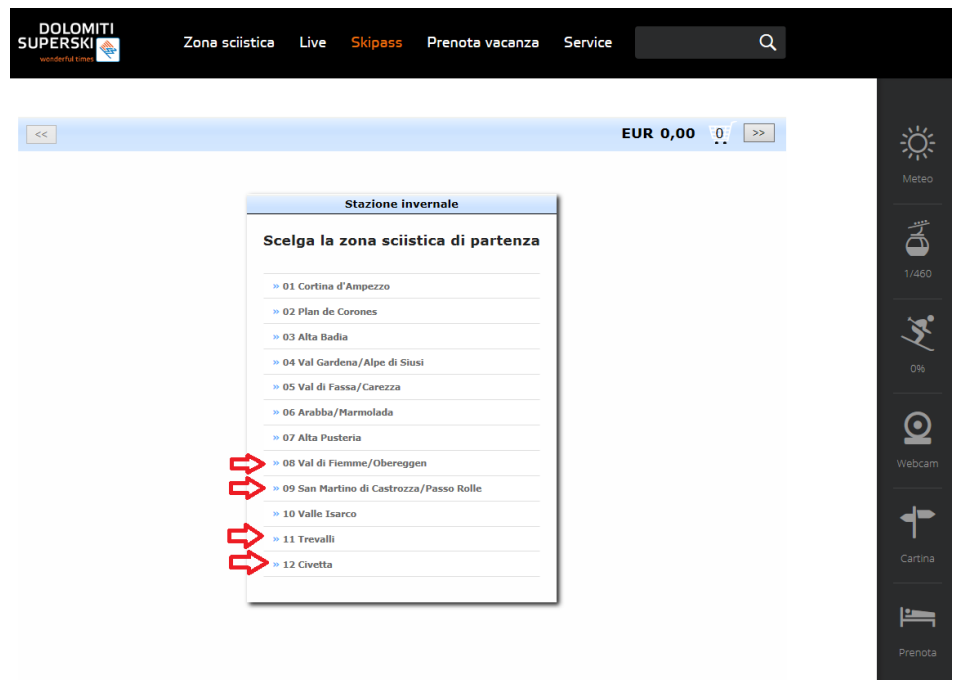 DOLOMITI
SUPERSKI
wonderful times
Zona sciistica Live Skipass Prenota vacanza Service
<< EUR 0,00 0 >>
Stazione invernale
Scelga la zona sciistica di partenza
» 01 Cortina d'Ampezzo
» 02 Plan de Corones
» 03 Alta Badia
» 04 Val Gardena/Alpe di Siusi
» 05 Val di Fassa/Carezza
» 06 Arabba/Marmolada
» 07 Alta Pusteria
» 08 Val di Fiemme/Obereggen
» 09 San Martino di Castrozza/Passo Rolle
» 10 Valle Isarco
» 11 Trevalli
» 12 Civetta
Meteo
1/460
0%
Webcam
Cartina
Prenota